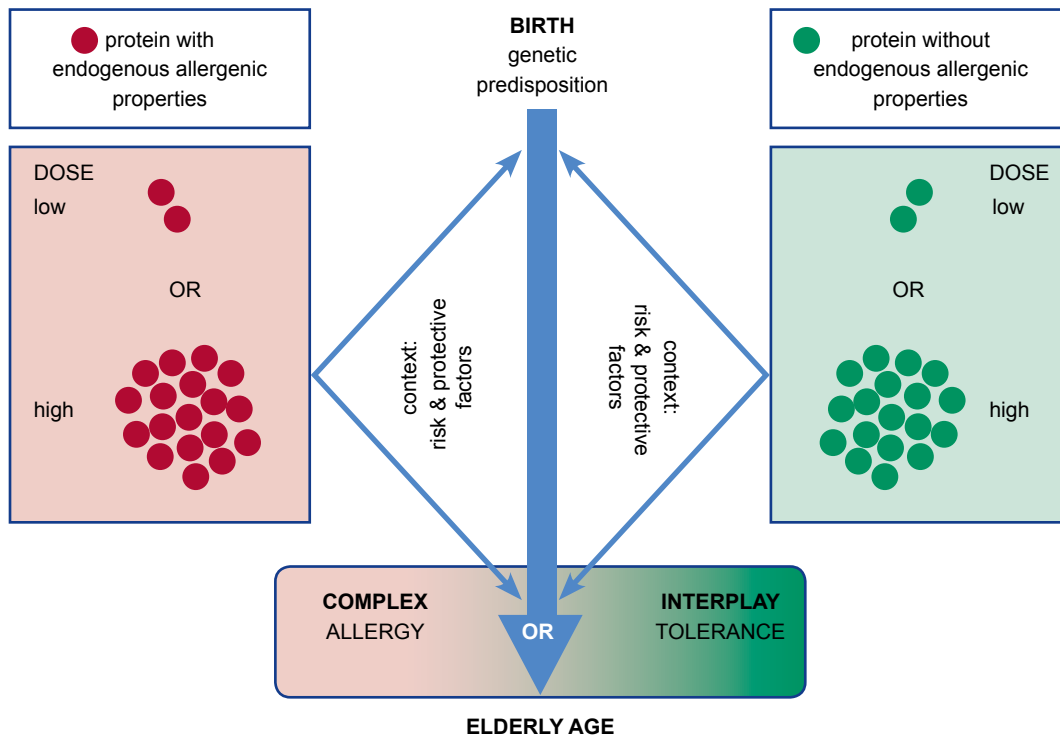 protein with
endogenous allergenic
properties
BIRTH
genetic
predisposition
protein without
endogenous allergenic
properties
DOSE
low
OR
high
context:
risk & protective
factors
context:
risk & protective
factors
DOSE
low
OR
high
COMPLEX
ALLERGY
OR
INTERPLAY
TOLERANCE
ELDERLY AGE